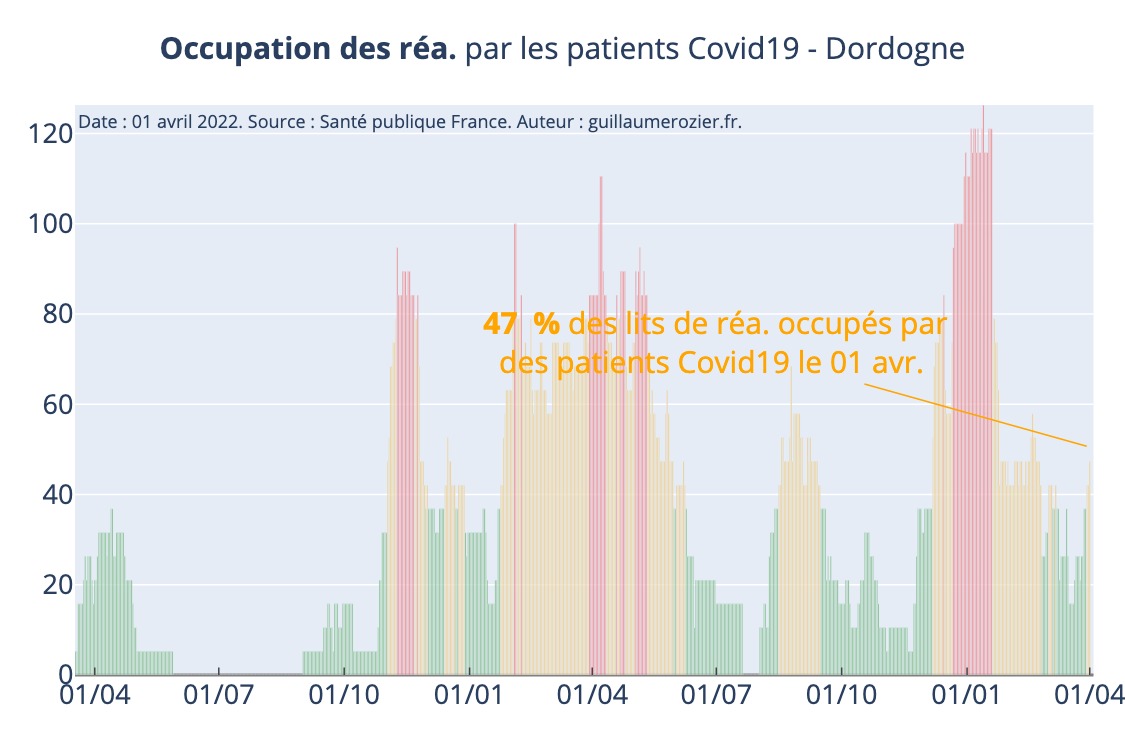 Occupation des réa. par les patients Covid19 - Dordogne
Date : 01 avril 2022. Source : Santé publique France. Auteur : guillaumerozier.fr.
120
100
80
60
40
20
0
47 % des lits de réa. occupés par
des patients Covid19 le 01 avr.
01/04 01/07 01/10 01/01 01/04 01/07 01/10 01/01 01/04